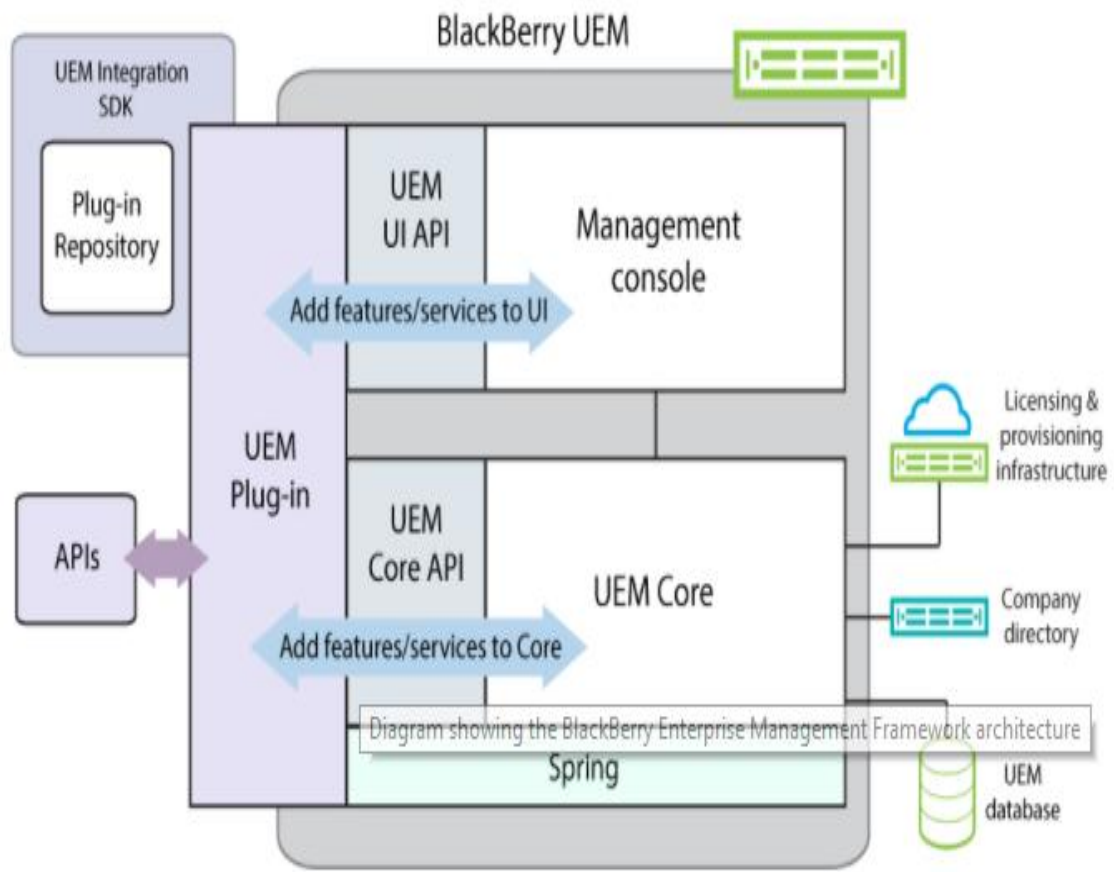 BlackBerry UEM
UEM Integration
SDK
Plug-in
Repository
UEM
UI API
Management
console
Add features/services to UI
UEM
Plug-in
APIs
UEM
Core API
UEM Core
Add features/services to Core
Licensing &
provisioning
infrastructure
Company
directory
Diagram showing the BlackBerry Enterprise Management Framework architecture
Spring
UEM
database